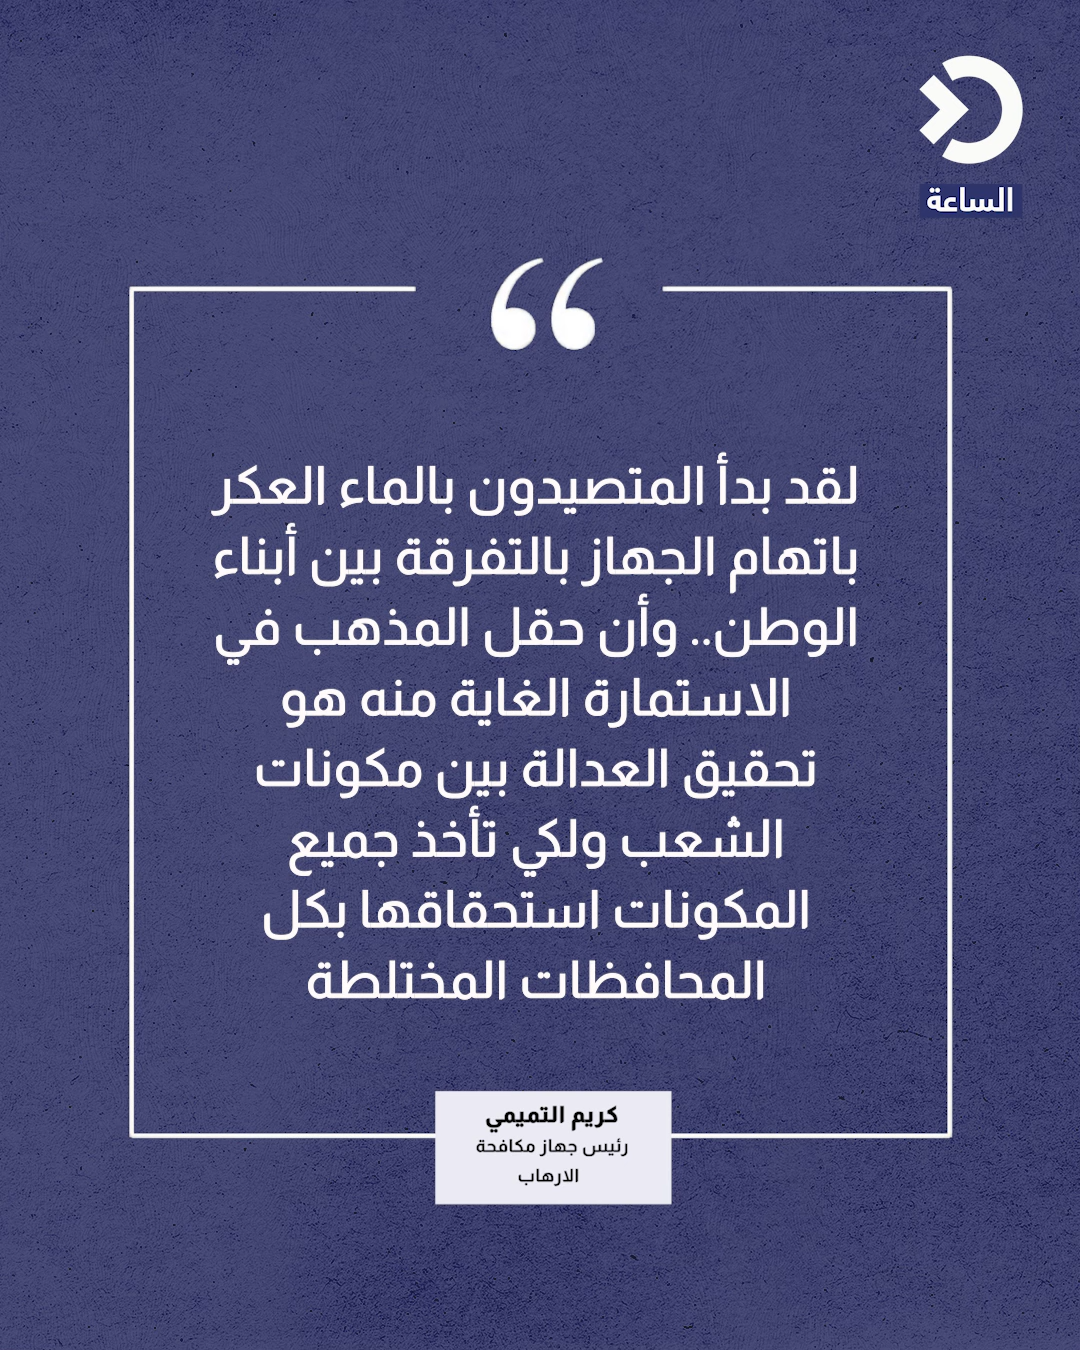 الساعة
لقد بدأ المتصيدون بالماء العكر
باتهام الجهاز بالتفرقة بين أبناء
الوطن.. وأن حقل المذهب في
الاستمارة الغاية منه هو
تحقيق العدالة بين مكونات
الشعب ولكي تأخذ جميع
المكونات استحقاقها بكل
المحافظات المختلطة
كريم التميمي
رئيس جهاز مكافحة
الارهاب